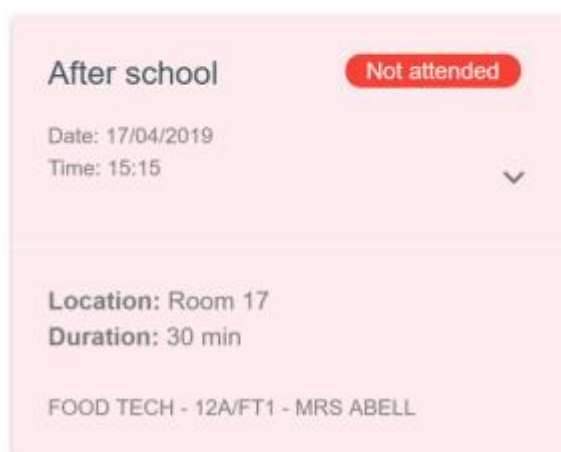 After school
Not attended
Date: 17/04/2019
Time: 15:15
Location: Room 17
Duration: 30 min
FOOD TECH - 12A/FT1 - MRS ABELL